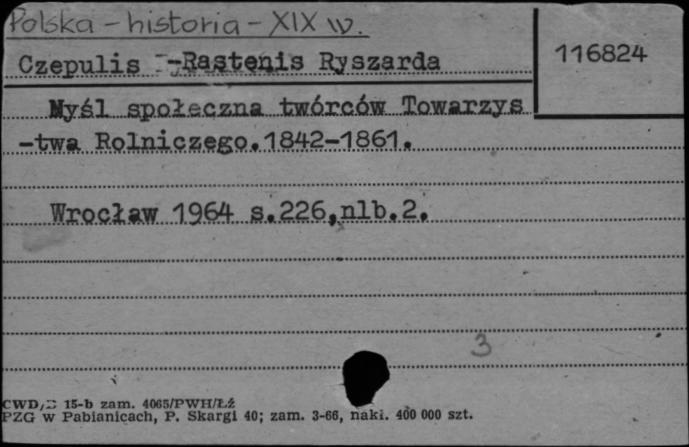 Polska - historia - XIX w.
Czepulis -Rastenis Ryszarda
116824
Myśl społeczna twórców Towarzys
-twa Rolniczego.1842-1861.
Wrocław 1964 s.226,nlb.2.
3
CWD, 15-b zam. 4065/PWH/Łź
PZG w Pabianicach, P. Skargi 40; zam. 3-66, nakł. 400 000 szt.